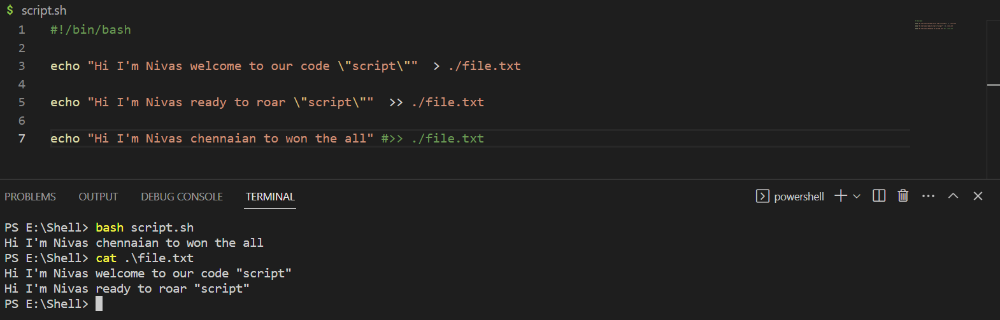 $ script.sh
1 #!/bin/bash
2
3 echo "Hi I'm Nivas welcome to our code \"script\""  > ./file.txt
4
5 echo "Hi I'm Nivas ready to roar \"script\""  >> ./file.txt
6
7 echo "Hi I'm Nivas chennaian to won the all" #>> ./file.txt
PROBLEMS OUTPUT DEBUG CONSOLE TERMINAL powershell
PS E:\Shell> bash script.sh
Hi I'm Nivas chennaian to won the all
PS E:\Shell> cat .\file.txt
Hi I'm Nivas welcome to our code "script"
Hi I'm Nivas ready to roar "script"
PS E:\Shell>